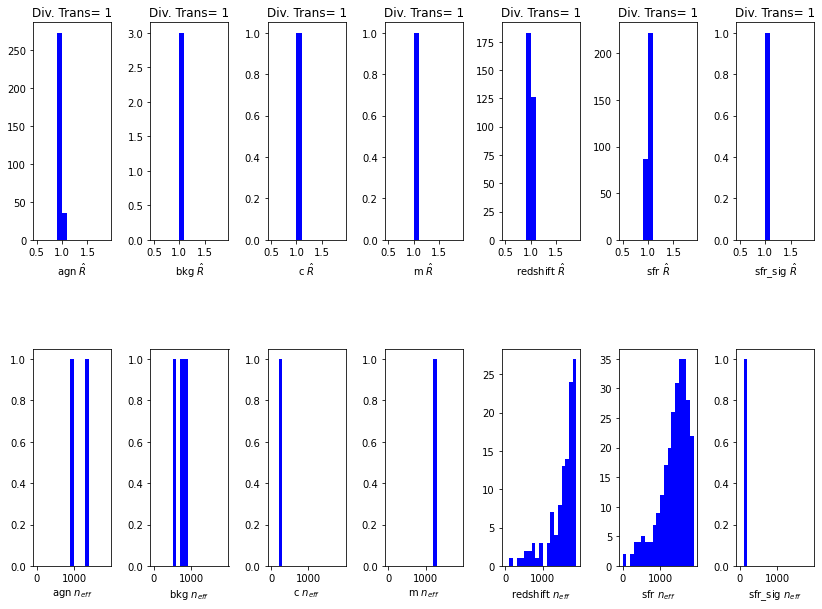 Div. Trans= 1 Div. Trans= 1 Div. Trans= 1 Div. Trans= 1 Div. Trans= 1 Div. Trans= 1 Div. Trans= 1
250 200 150 100 50 0
3.0 2.5 2.0 1.5 1.0 0.5 0.0
1.0 0.8 0.6 0.4 0.2 0.0
1.0 0.8 0.6 0.4 0.2 0.0
175 150 125 100 75 50 25 0
200 150 100 50 0
1.0 0.8 0.6 0.4 0.2 0.0
0.5 1.0 1.5 0.5 1.0 1.5 0.5 1.0 1.5 0.5 1.0 1.5 0.5 1.0 1.5 0.5 1.0 1.5 0.5 1.0 1.5
agn R̂ bkg R̂ c R̂ m R̂ redshift R̂ sfr R̂ sfr_sig R̂
1.0 0.8 0.6 0.4 0.2 0.0
1.0 0.8 0.6 0.4 0.2 0.0
1.0 0.8 0.6 0.4 0.2 0.0
1.0 0.8 0.6 0.4 0.2 0.0
25 20 15 10 5 0
35 30 25 20 15 10 5 0
1.0 0.8 0.6 0.4 0.2 0.0
0 1000 0 1000 0 1000 0 1000 0 1000 0 1000 0 1000
agn neff bkg neff c neff m neff redshift neff sfr neff sfr_sig neff